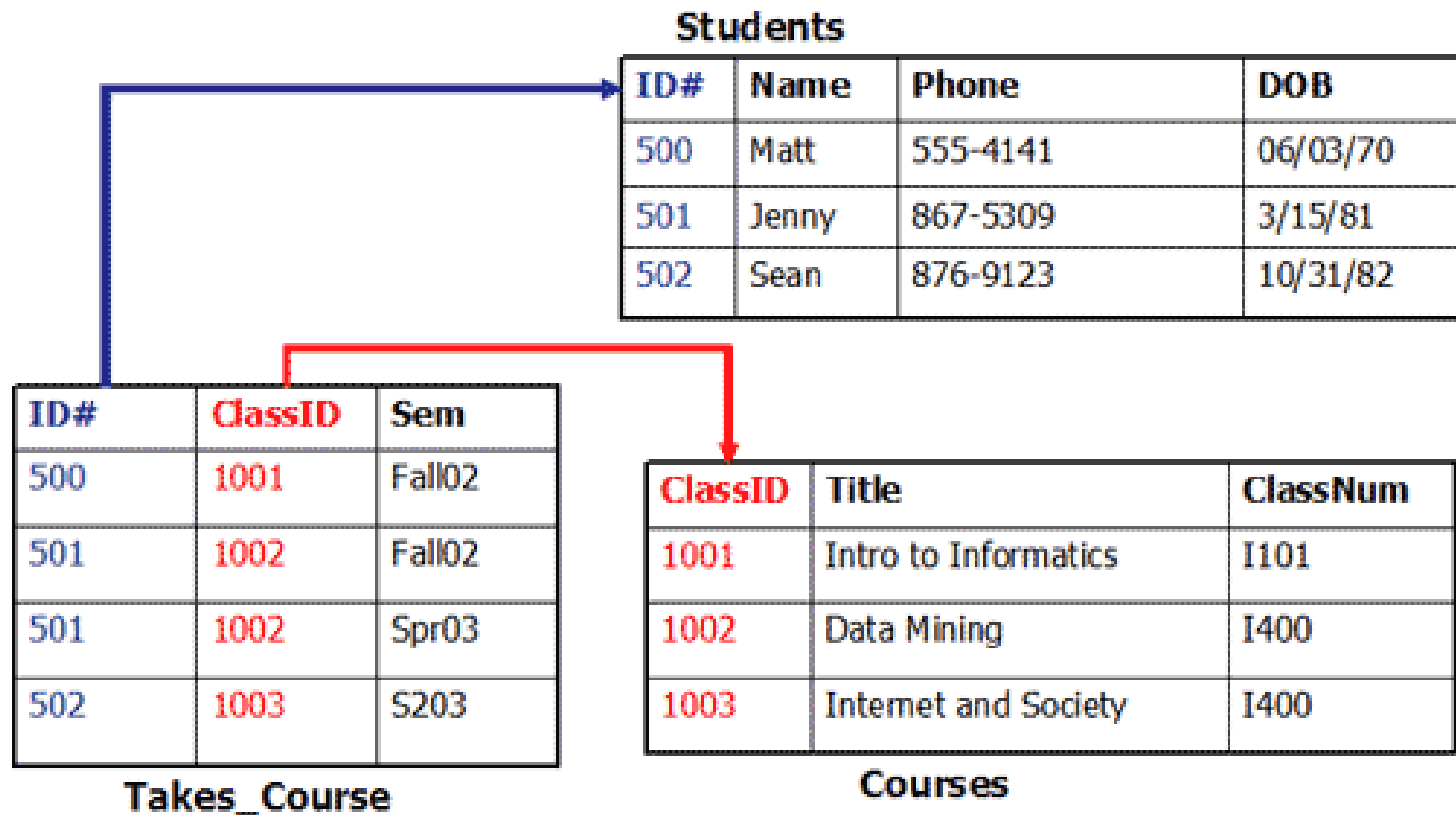 Students
ID# Name Phone DOB
500 Matt 555-4141 06/03/70
501 Jenny 867-5309 3/15/81
502 Sean 876-9123 10/31/82
ID# ClassID Sem
500 1001 Fall02
501 1002 Fall02
501 1002 Spr03
502 1003 S203
Takes_Course
ClassID Title ClassNum
1001 Intro to Informatics I101
1002 Data Mining I400
1003 Internet and Society I400
Courses